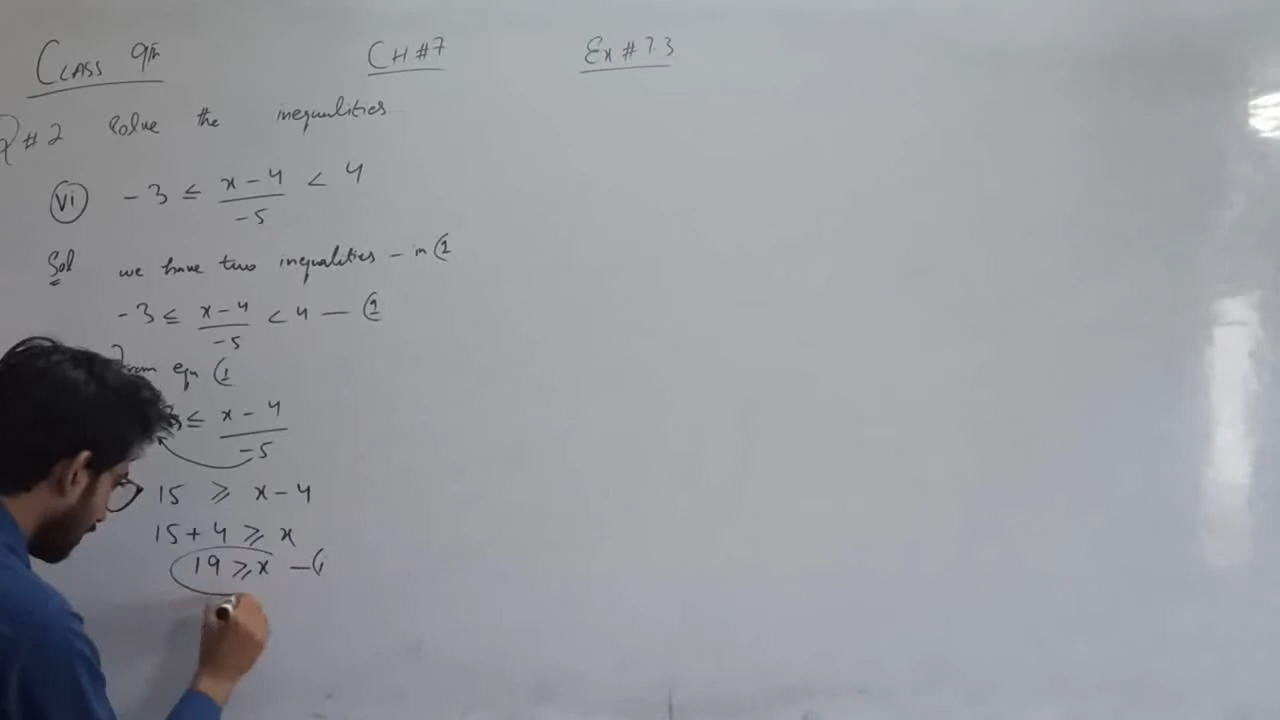 CLASS 9th CH # 7 Ex # 7.3
Q # 2 Solve the inequalities
(vi) -3 ≤ x-4/-5 < 4
Sol we have two inequalities - in (1
-3 ≤ x-4/-5 < 4 — (1
From eqn (1
≤ x-4/-5
15 ⩾ x-4
15+4 ⩾ x
19 ⩾ x —(i